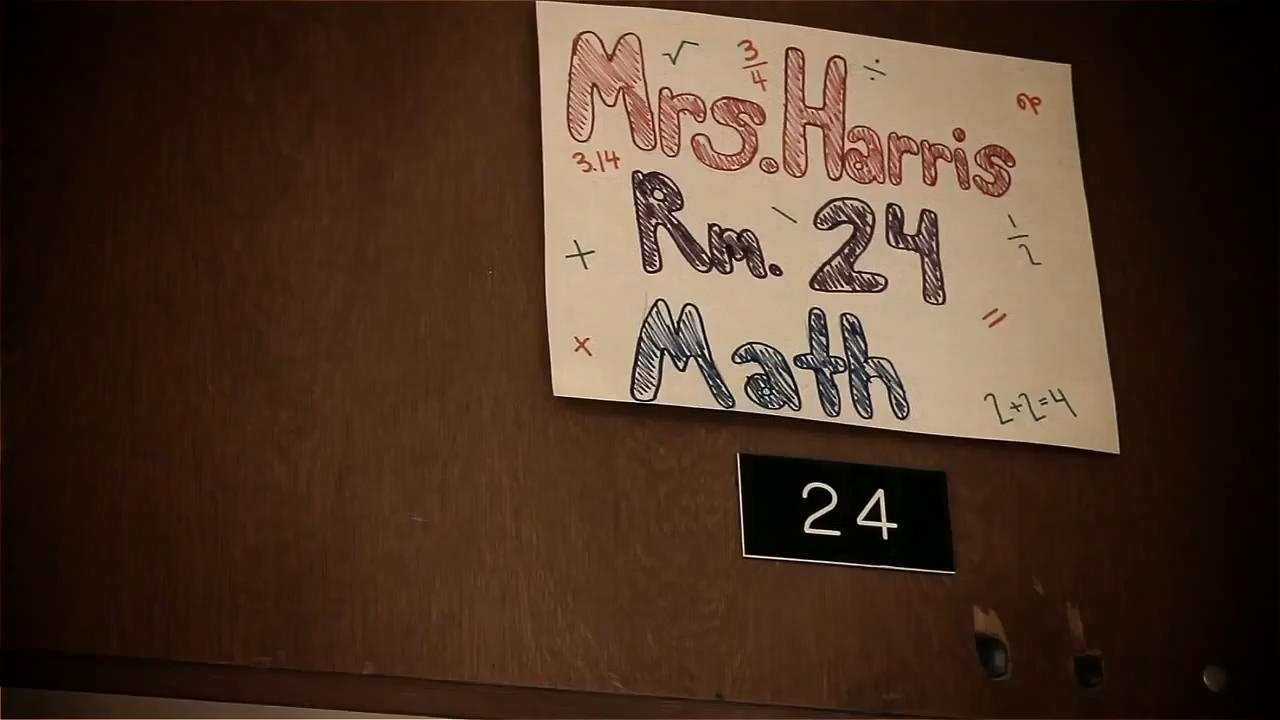 √ 3/4 ÷
Mrs. Harris
3.14
Rm. 24
1/2
+
-
=
x
Math
2+2=4
24